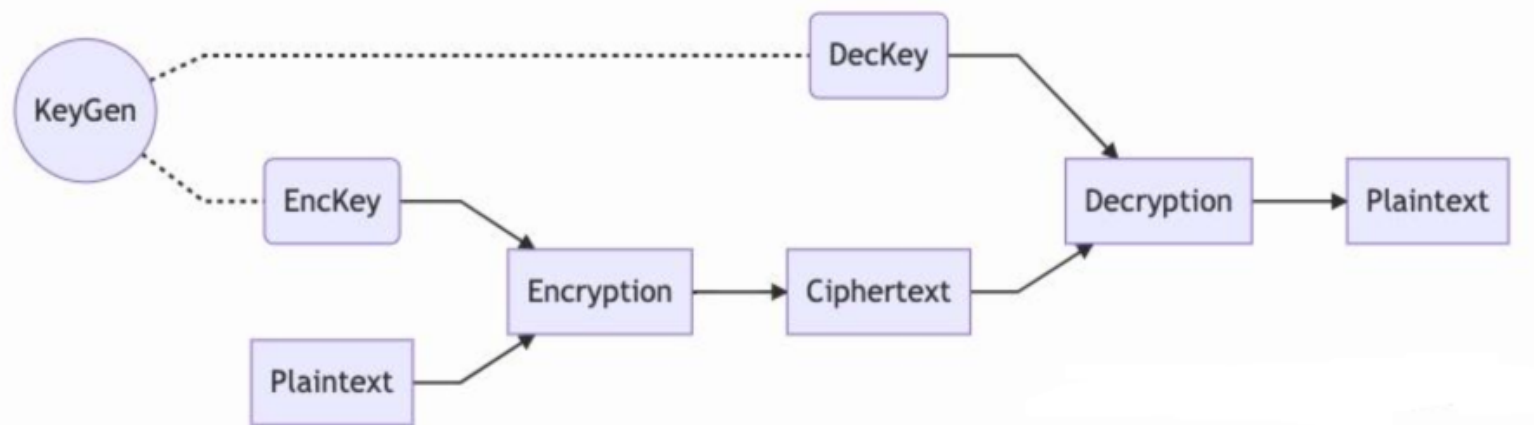 DecKey
KeyGen
EncKey
Decryption
Plaintext
Encryption
Ciphertext
Plaintext